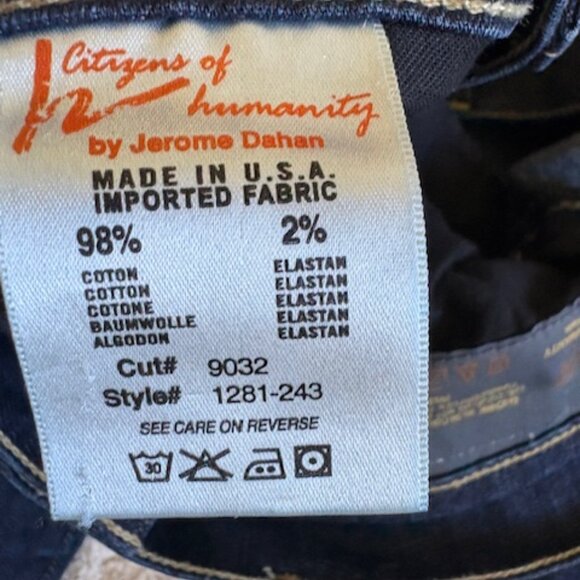 Citizens of
humanity
by Jerome Dahan
MADE IN U.S.A.
IMPORTED FABRIC
98% 2%
COTON ELASTAN
COTTON ELASTAN
COTONE ELASTAN
BAUMWOLLE ELASTAN
ALGODON ELASTAN
Cut# 9032
Style# 1281-243
SEE CARE ON REVERSE
30